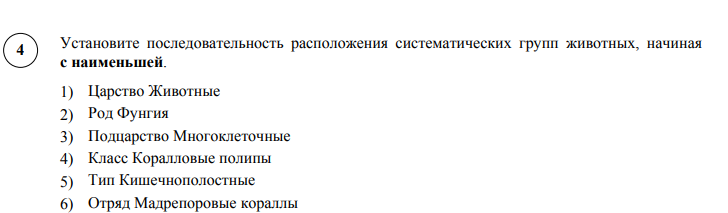 4
Установите последовательность расположения систематических групп животных, начиная
с наименьшей.
1) Царство Животные
2) Род Фунгия
3) Подцарство Многоклеточные
4) Класс Коралловые полипы
5) Тип Кишечнополостные
6) Отряд Мадрепоровые кораллы